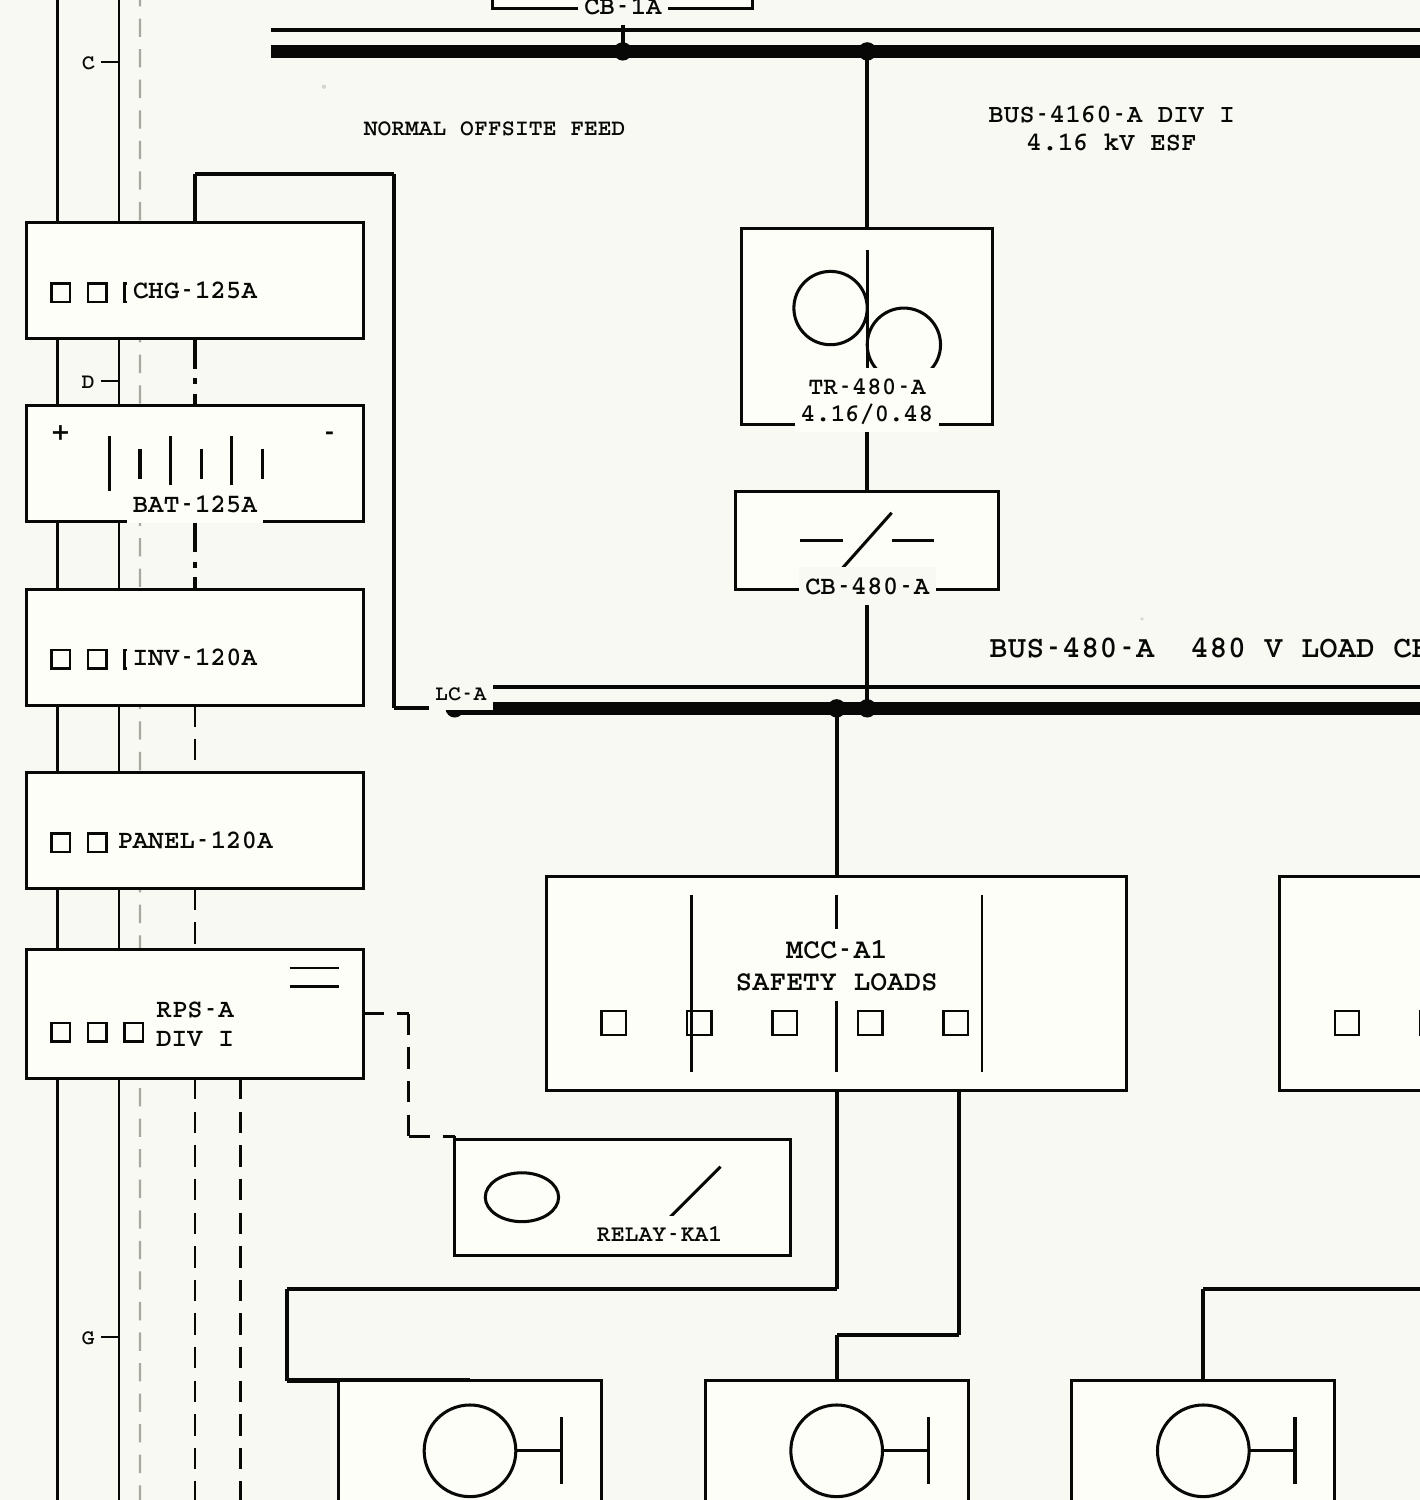 CB-1A
C
BUS-4160-A DIV I
4.16 kV ESF
NORMAL OFFSITE FEED
CHG-125A
D
TR-480-A
4.16/0.48
+ -
BAT-125A
CB-480-A
BUS-480-A 480 V LOAD
INV-120A
LC-A
PANEL-120A
MCC-A1
SAFETY LOADS
RPS-A
DIV I
RELAY-KA1
G